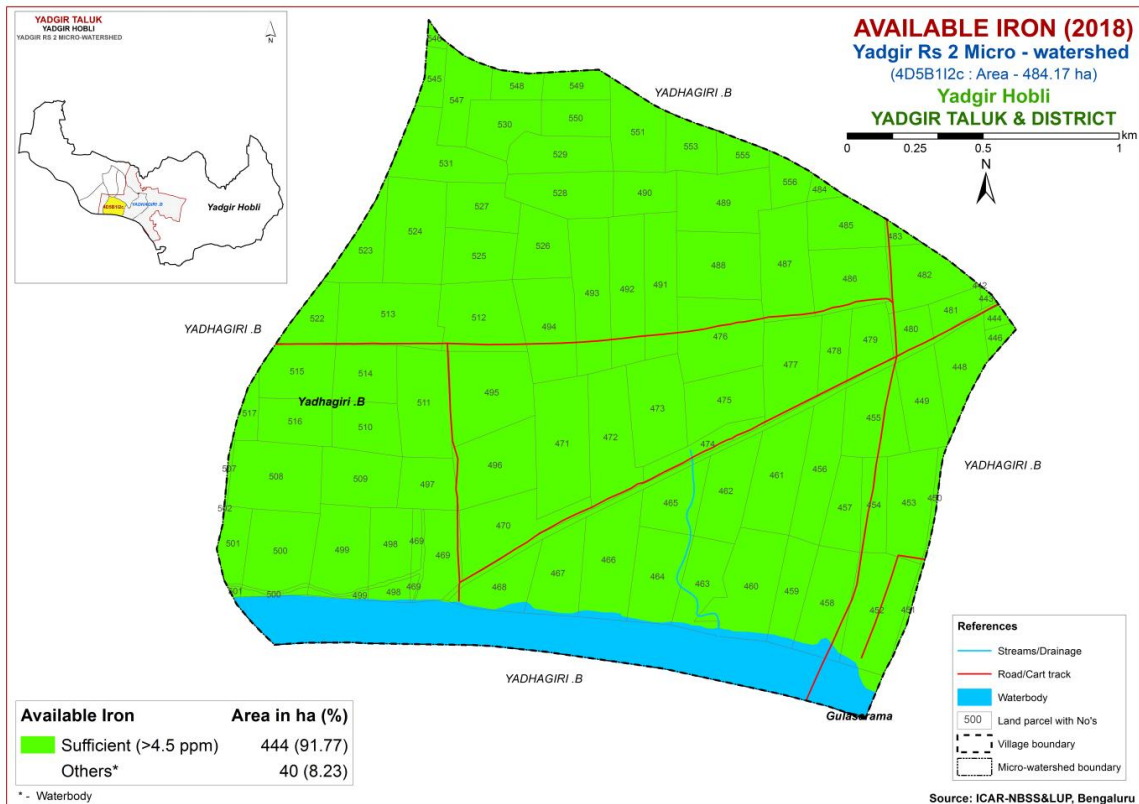 YADGIR TALUK
YADGIR HOBLI
YADGIR RS 2 MICRO-WATERSHED
N
4D5B1I2c
YADHAGIRI .B
Yadgir Hobli
AVAILABLE IRON (2018)
Yadgir Rs 2 Micro - watershed
(4D5B1I2c : Area - 484.17 ha)
Yadgir Hobli
YADGIR TALUK & DISTRICT
km
0 0.25 0.5 1
N
546
545
548 549
547
YADHAGIRI .B
530 550 551
553 555
531 529
556 484
528 490 489
527
524 485
483
523 525 526
488 487 486 482
493 492 491
442
443
522 513 512 494 481 444
YADHAGIRI .B
476 480 446
479
478
477 448
515 514
495
Yadhagiri .B 511 475 449
517 473
516 510 455
472
471 474
507 496 YADHAGIRI .B
508 509 497 461 456
462
502 465 457 454 453 450
470
501 500 499 498 469 469
466
467 464 463 460
468 459
501 500 499 498 469 458 452 451
YADHAGIRI .B
Gulasarama
Available Iron Area in ha (%)
Sufficient (>4.5 ppm) 444 (91.77)
Others* 40 (8.23)
* - Waterbody
References
Streams/Drainage
Road/Cart track
Waterbody
500 Land parcel with No's
Village boundary
Micro-watershed boundary
Source: ICAR-NBSS&LUP, Bengaluru